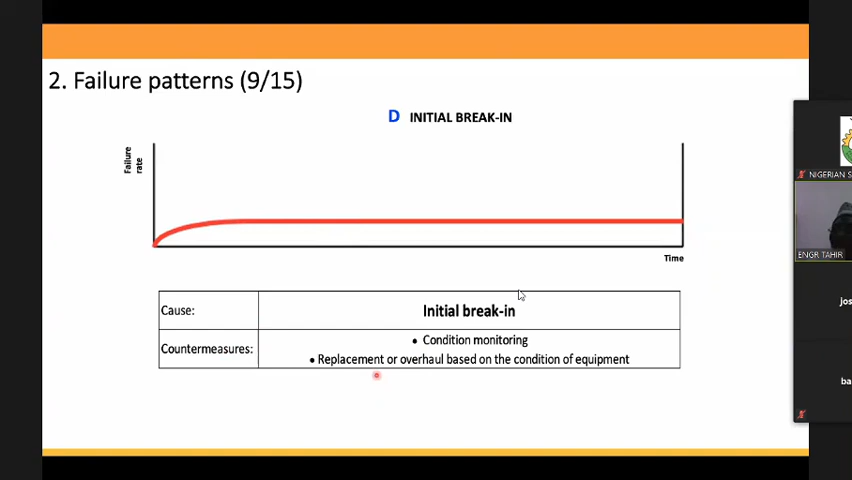 2. Failure patterns (9/15)
D INITIAL BREAK-IN
Failure
rate
Time
Cause:
Initial break-in
Countermeasures:
• Condition monitoring
• Replacement or overhaul based on the condition of equipment
NIGERIAN S
ENGR TAHIR
jos
ba